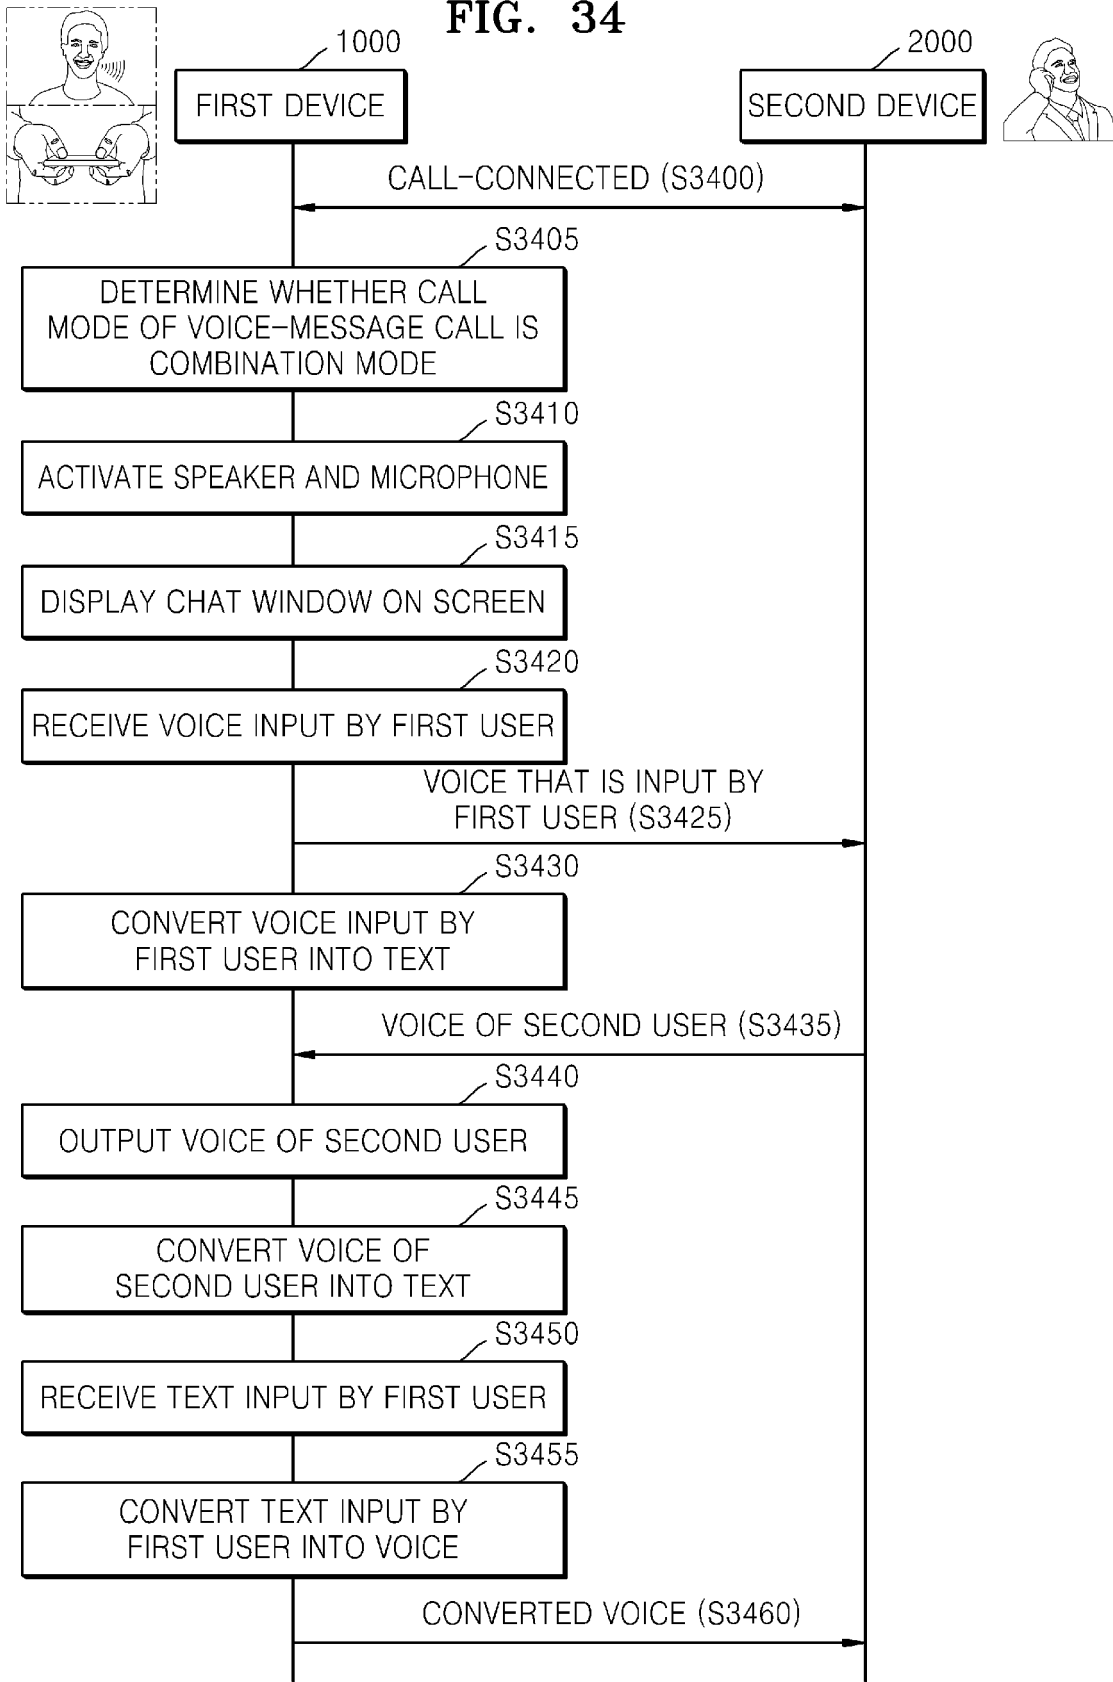 FIG. 34
1000
2000
FIRST DEVICE
SECOND DEVICE
CALL-CONNECTED (S3400)
S3405
DETERMINE WHETHER CALL
MODE OF VOICE-MESSAGE CALL IS
COMBINATION MODE
S3410
ACTIVATE SPEAKER AND MICROPHONE
S3415
DISPLAY CHAT WINDOW ON SCREEN
S3420
RECEIVE VOICE INPUT BY FIRST USER
VOICE THAT IS INPUT BY
FIRST USER (S3425)
S3430
CONVERT VOICE INPUT BY
FIRST USER INTO TEXT
VOICE OF SECOND USER (S3435)
S3440
OUTPUT VOICE OF SECOND USER
S3445
CONVERT VOICE OF
SECOND USER INTO TEXT
S3450
RECEIVE TEXT INPUT BY FIRST USER
S3455
CONVERT TEXT INPUT BY
FIRST USER INTO VOICE
CONVERTED VOICE (S3460)